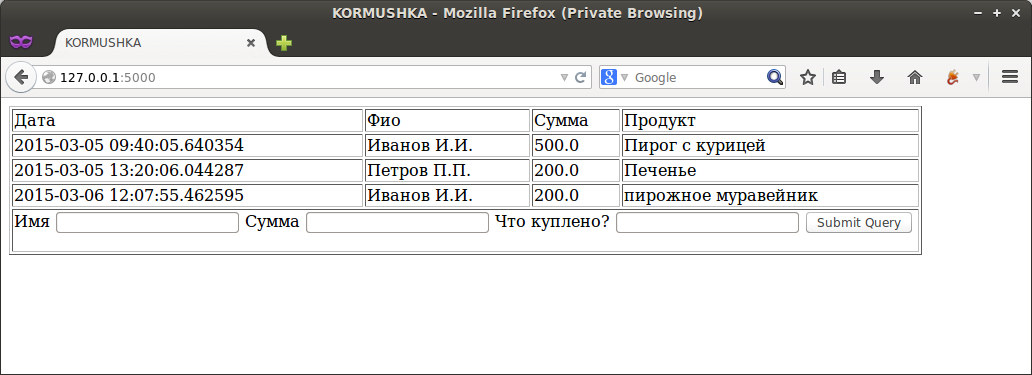 KORMUSHKA - Mozilla Firefox (Private Browsing)
KORMUSHKA
127.0.0.1:5000 Google
Дата Фио Сумма Продукт
2015-03-05 09:40:05.640354 Иванов И.И. 500.0 Пирог с курицей
2015-03-05 13:20:06.044287 Петров П.П. 200.0 Печенье
2015-03-06 12:07:55.462595 Иванов И.И. 200.0 пирожное муравейник
Имя Сумма Что куплено? Submit Query